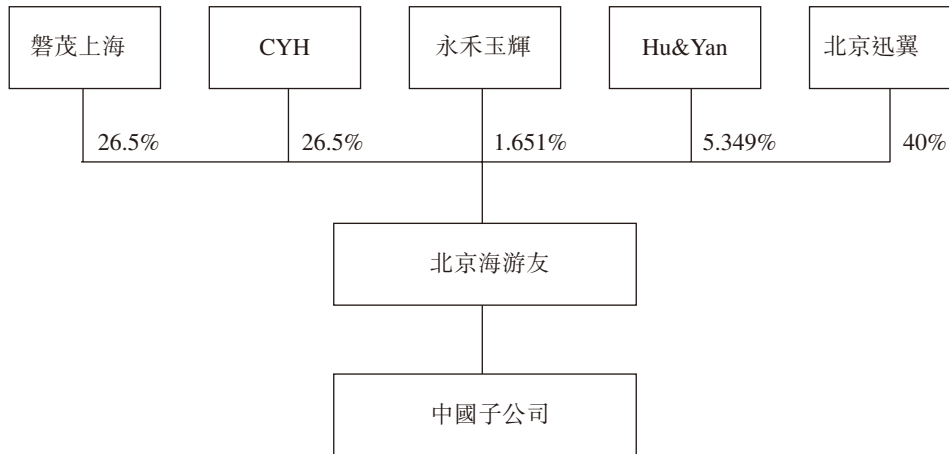 磐茂上海
CYH
永禾玉輝
Hu&Yan
北京迅翼
26.5%
26.5%
1.651%
5.349%
40%
北京海游友
中國子公司